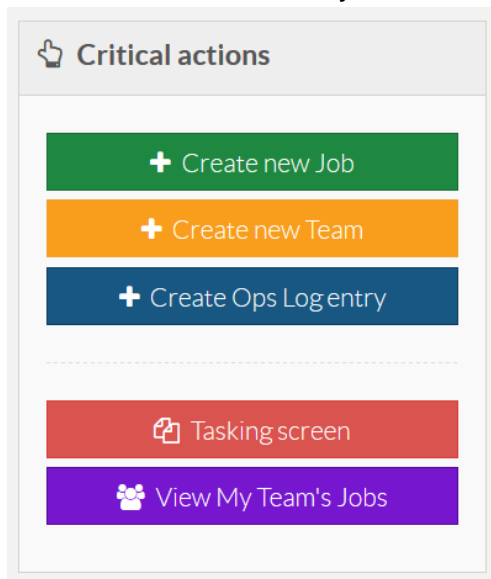 Critical actions
Create new Job
Create new Team
Create Ops Log entry
Tasking screen
View My Team's Jobs